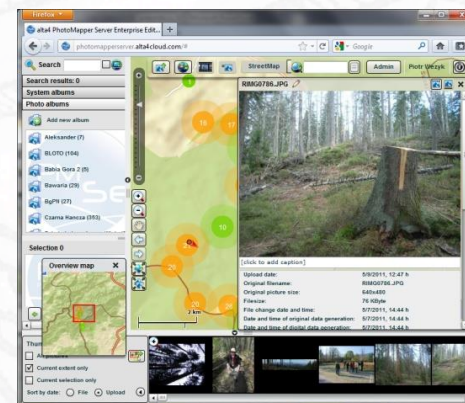 Firefox
alta4 PhotoMapper Server Enterprise Edit...
photomapperserver.alta4cloud.com/#
Google
Search
StreetMap
Admin
Piotr Wezyk
Search results: 0
System albums
Photo albums
Add new album
Aleksander (7)
BLOTO (104)
Babia Gora 2 (5)
Bawaria (29)
BgPN (27)
Czarna Hancza (353)
Selection 0
Overview map
2 km
RIMG0786.JPG
[click to add caption]
Upload date: 5/9/2011, 12:47 h
Original filename: RIMG0786.JPG
Original picture size: 640x480
Filesize: 76 KByte
File change date and time: 5/7/2011, 14:44 h
Date and time of original data generation: 5/7/2011, 14:44 h
Date and time of digital data generation: 5/7/2011, 14:44 h
Current extent only
Current selection only
Sort by date: File Upload